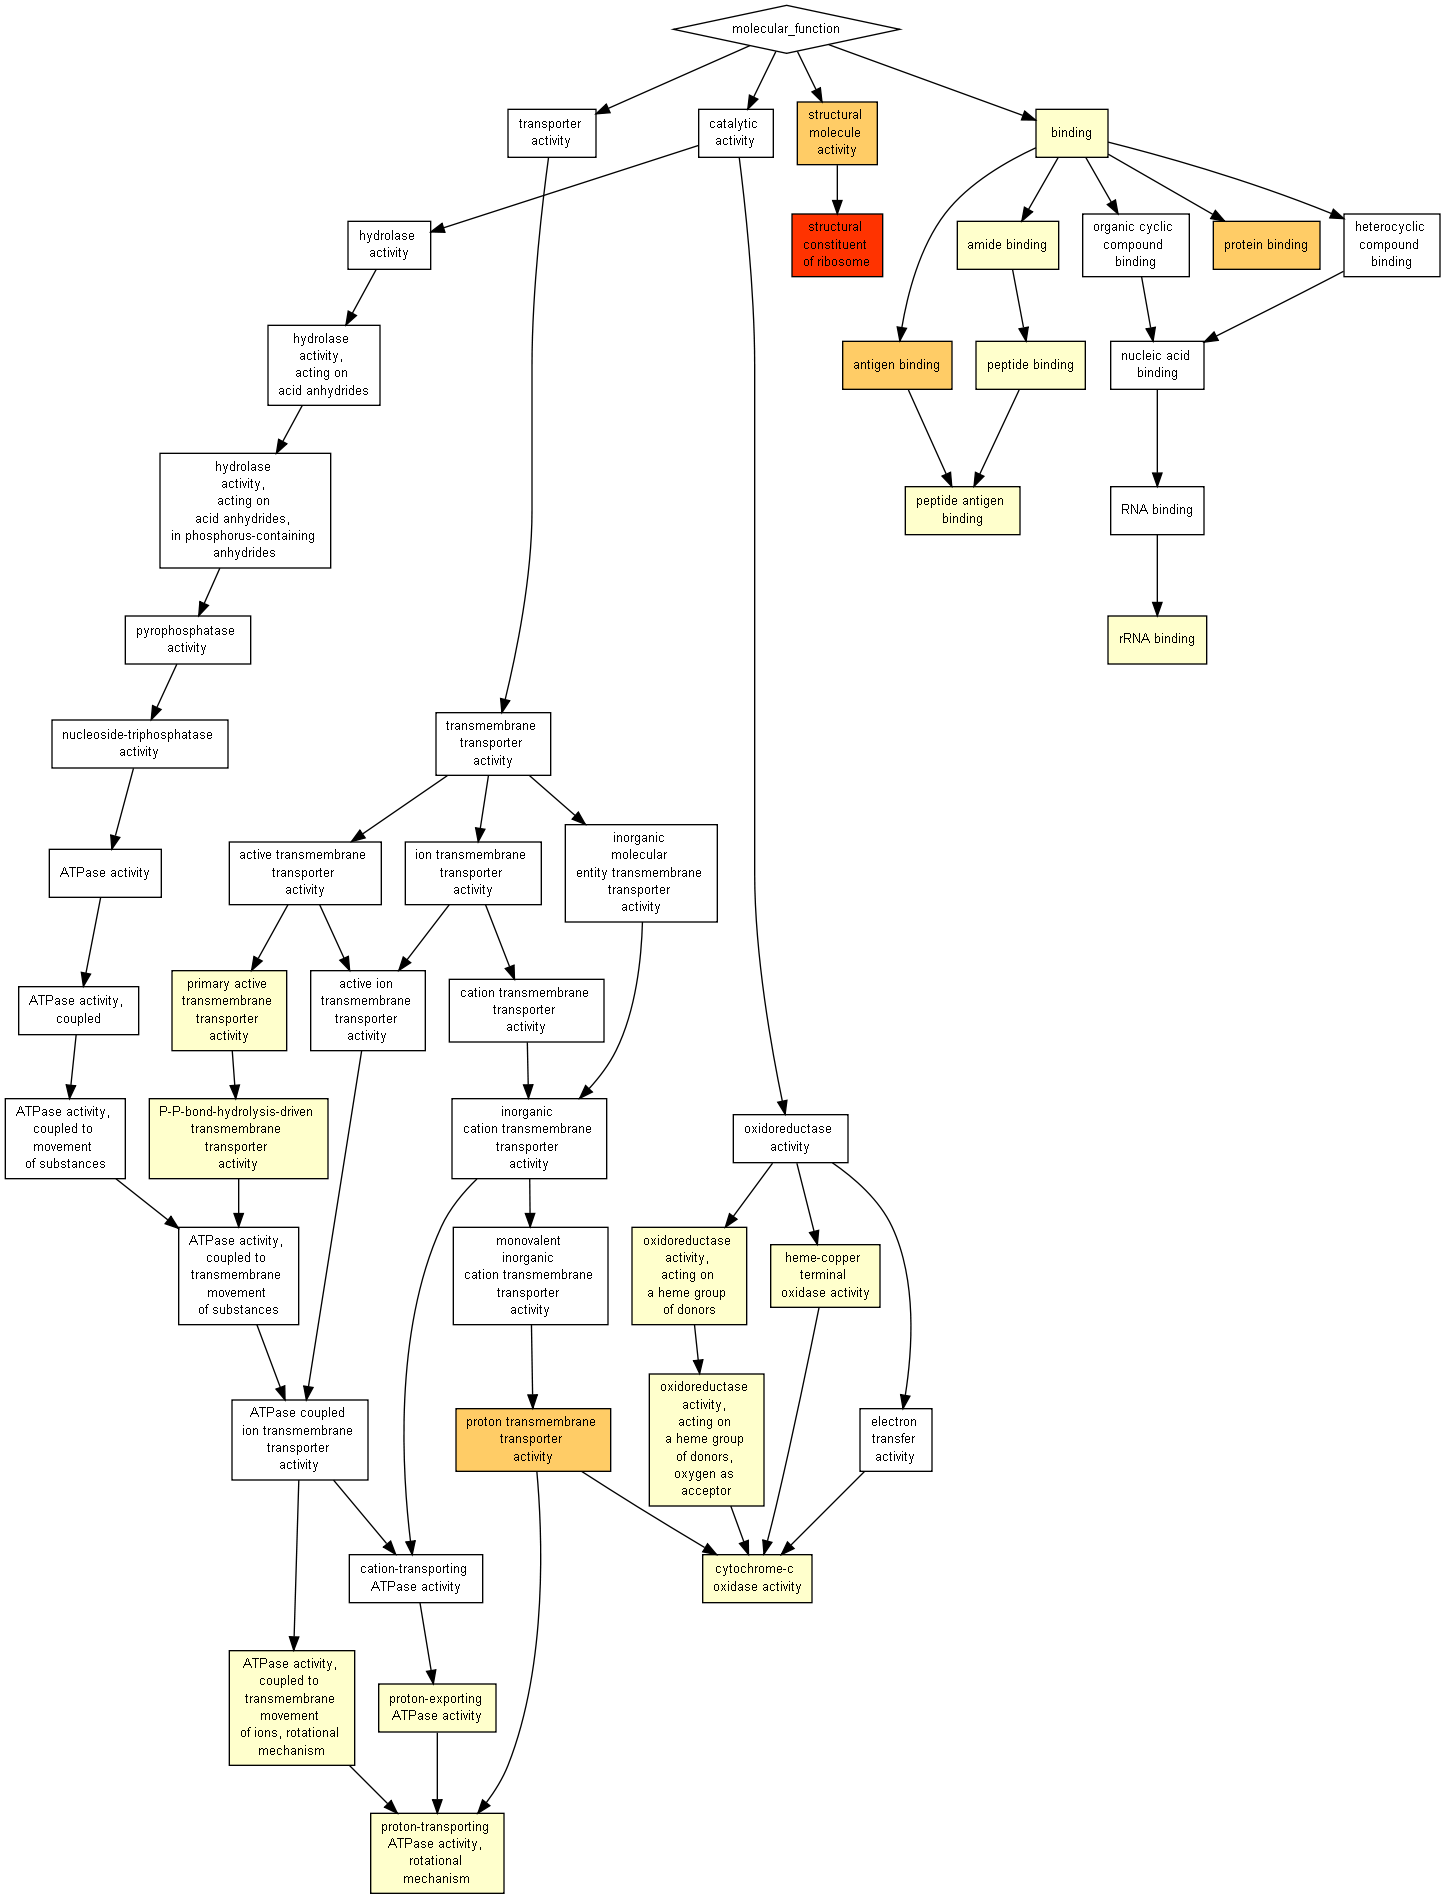 molecular_function
transporter
activity
catalytic
activity
structural
molecule
activity
binding
hydrolase
activity
structural
constituent
of ribosome
amide binding
organic cyclic
compound
binding
protein binding
heterocyclic
compound
binding
hydrolase
activity,
acting on
acid anhydrides
antigen binding
peptide binding
nucleic acid
binding
hydrolase
activity,
acting on
acid anhydrides,
in phosphorus-containing
anhydrides
peptide antigen
binding
RNA binding
pyrophosphatase
activity
rRNA binding
nucleoside-triphosphatase
activity
transmembrane
transporter
activity
ATPase activity
active transmembrane
transporter
activity
ion transmembrane
transporter
activity
inorganic
molecular
entity transmembrane
transporter
activity
ATPase activity,
coupled
primary active
transmembrane
transporter
activity
active ion
transmembrane
transporter
activity
cation transmembrane
transporter
activity
ATPase activity,
coupled to
movement
of substances
P-P-bond-hydrolysis-driven
transmembrane
transporter
activity
inorganic
cation transmembrane
transporter
activity
oxidoreductase
activity
ATPase activity,
coupled to
transmembrane
movement
of substances
monovalent
inorganic
cation transmembrane
transporter
activity
oxidoreductase
activity,
acting on
a heme group
of donors
heme-copper
terminal
oxidase activity
ATPase coupled
ion transmembrane
transporter
activity
proton transmembrane
transporter
activity
oxidoreductase
activity,
acting on
a heme group
of donors,
oxygen as
acceptor
electron
transfer
activity
cation-transporting
ATPase activity
cytochrome-c
oxidase activity
ATPase activity,
coupled to
transmembrane
movement
of ions, rotational
mechanism
proton-exporting
ATPase activity
proton-transporting
ATPase activity,
rotational
mechanism